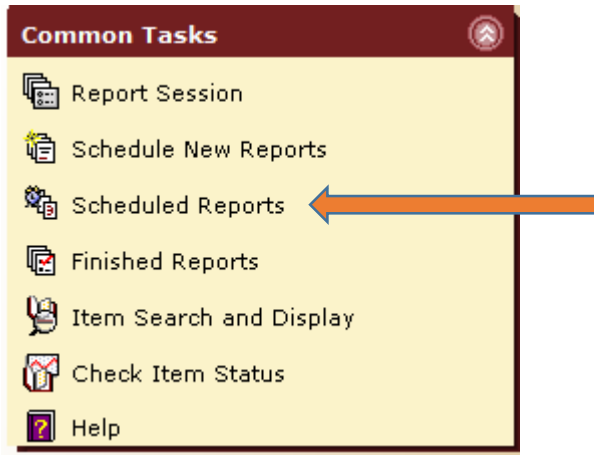 Common Tasks
Report Session
Schedule New Reports
Scheduled Reports
Finished Reports
Item Search and Display
Check Item Status
Help